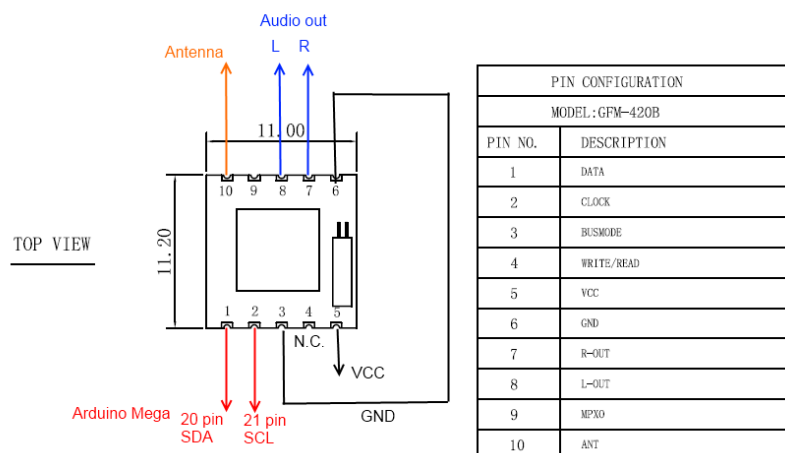 Audio out
L R
Antenna
11.00
10 9 8 7 6
TOP VIEW
11.20
1 2 3 4 5
N.C.
VCC
Arduino Mega
20 pin
SDA
21 pin
SCL
GND
PIN CONFIGURATION
MODEL:GFM-420B
PIN NO. DESCRIPTION
1 DATA
2 CLOCK
3 BUSMODE
4 WRITE/READ
5 VCC
6 GND
7 R-OUT
8 L-OUT
9 MPXO
10 ANT